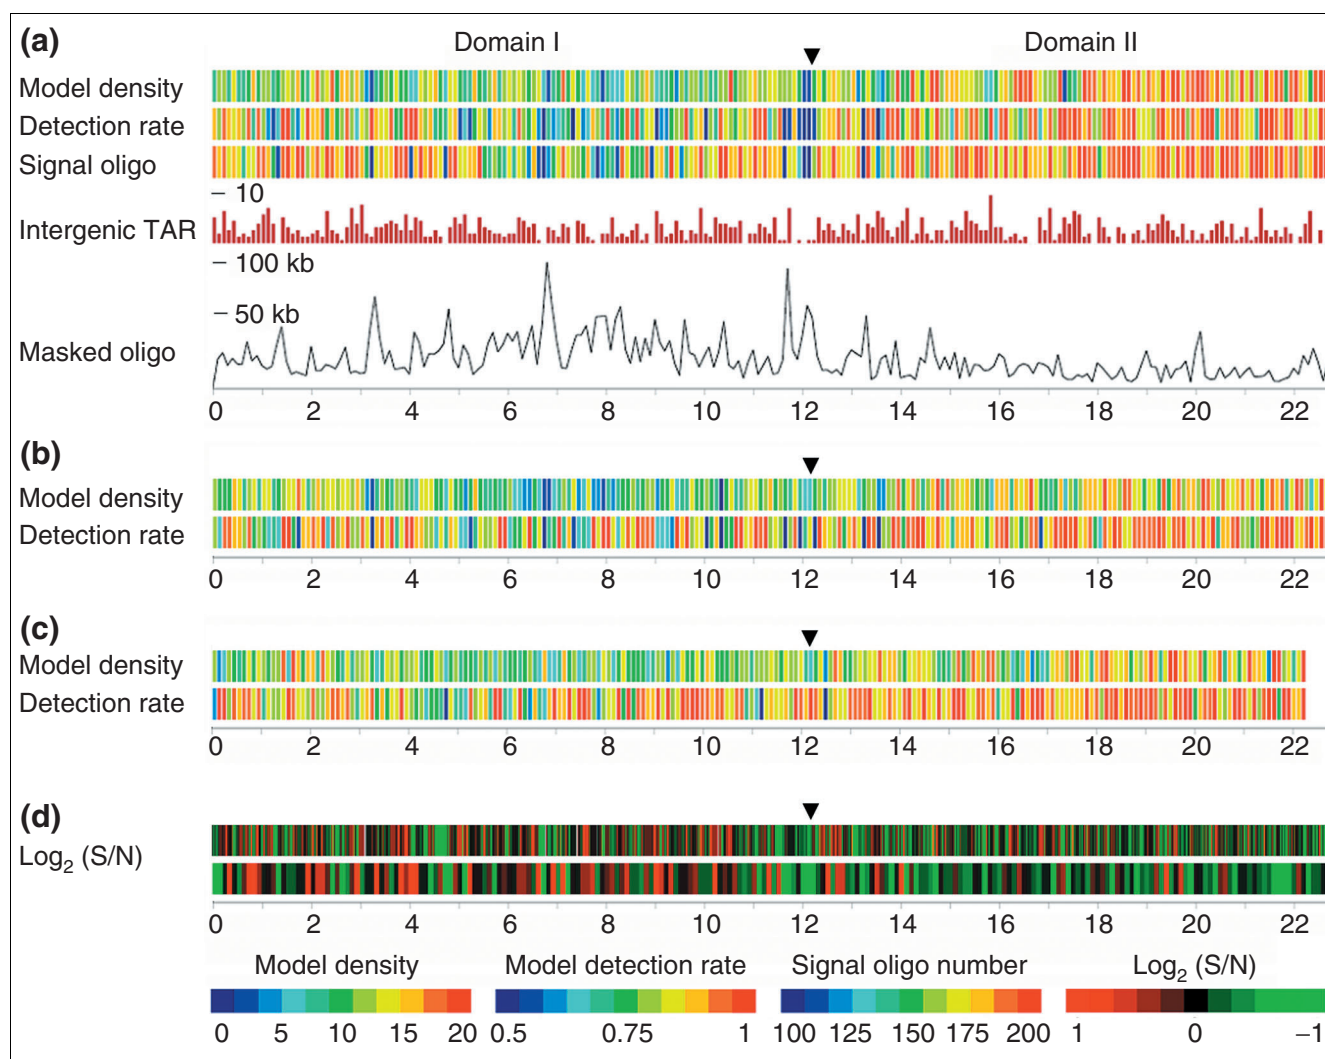 (a)
Domain I
Domain II
Model density
Detection rate
Signal oligo
10
Intergenic TAR
100 kb
50 kb
Masked oligo
0 2 4 6 8 10 12 14 16 18 20 22
(b)
Model density
Detection rate
0 2 4 6 8 10 12 14 16 18 20 22
(c)
Model density
Detection rate
0 2 4 6 8 10 12 14 16 18 20 22
(d)
Log2 (S/N)
0 2 4 6 8 10 12 14 16 18 20 22
Model density Model detection rate Signal oligo number Log2 (S/N)
0 5 10 15 20 0.5 0.75 1 100 125 150 175 200 1 0 −1